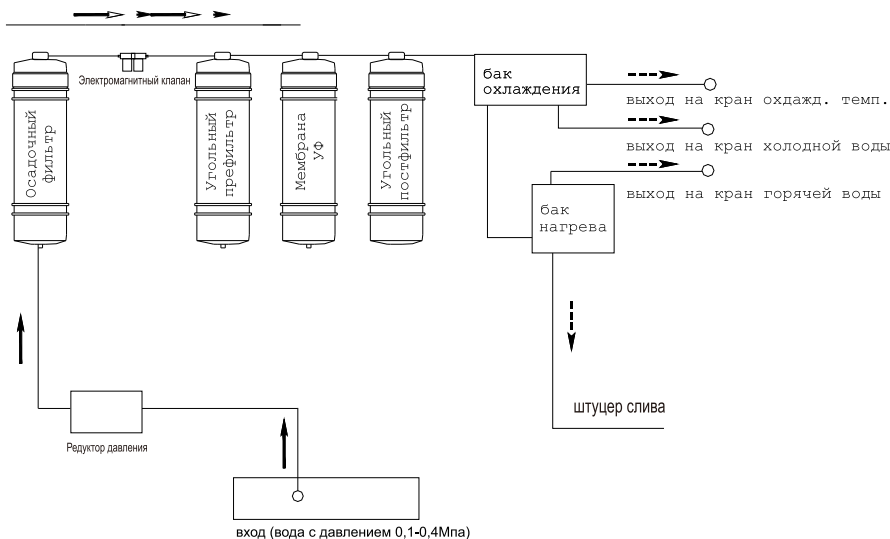 Электромагнитный клапан
Осадочный
фильтр
Угольный
префильтр
Мембрана
УФ
Угольный
постфильтр
бак
охлаждения
выход на кран охдажд. темп.
выход на кран холодной воды
выход на кран горячей воды
бак
нагрева
штуцер слива
Редуктор давления
вход (вода с давлением 0,1-0,4Мпа)